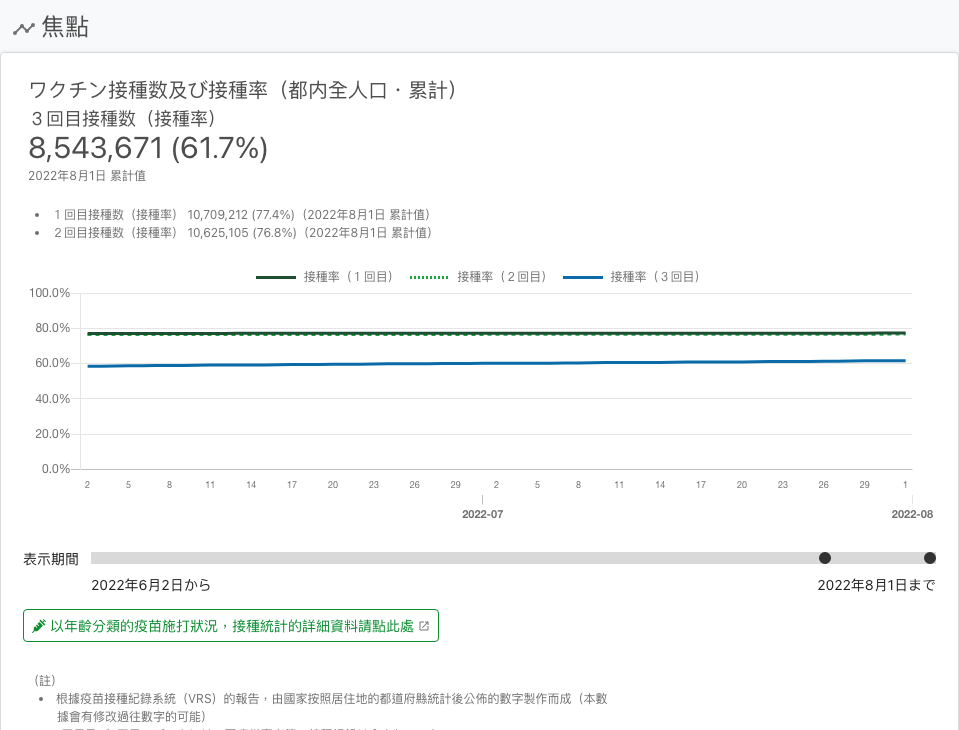 焦點
ワクチン接種数及び接種率（都内全人口・累計）
３回目接種数（接種率）
8,543,671 (61.7%)
2022年8月1日 累計值
• １回目接種数（接種率） 10,709,212 (77.4%)（2022年8月1日 累計值）
• ２回目接種数（接種率） 10,625,105 (76.8%)（2022年8月1日 累計值）
接種率（１回目） 接種率（２回目） 接種率（３回目）
100.0%
80.0%
60.0%
40.0%
20.0%
0.0%
2 5 8 11 14 17 20 23 26 29 2 5 8 11 14 17 20 23 26 29 1
2022-07 2022-08
表示期間
2022年6月2日から 2022年8月1日まで
以年齡分類的疫苗施打狀況，接種統計的詳細資料請點此處
（註）
• 根據疫苗接種紀錄系統（VRS）的報告，由國家按照居住地的都道府縣統計後公佈的數字製作而成（本數
據會有修改過往數字的可能）